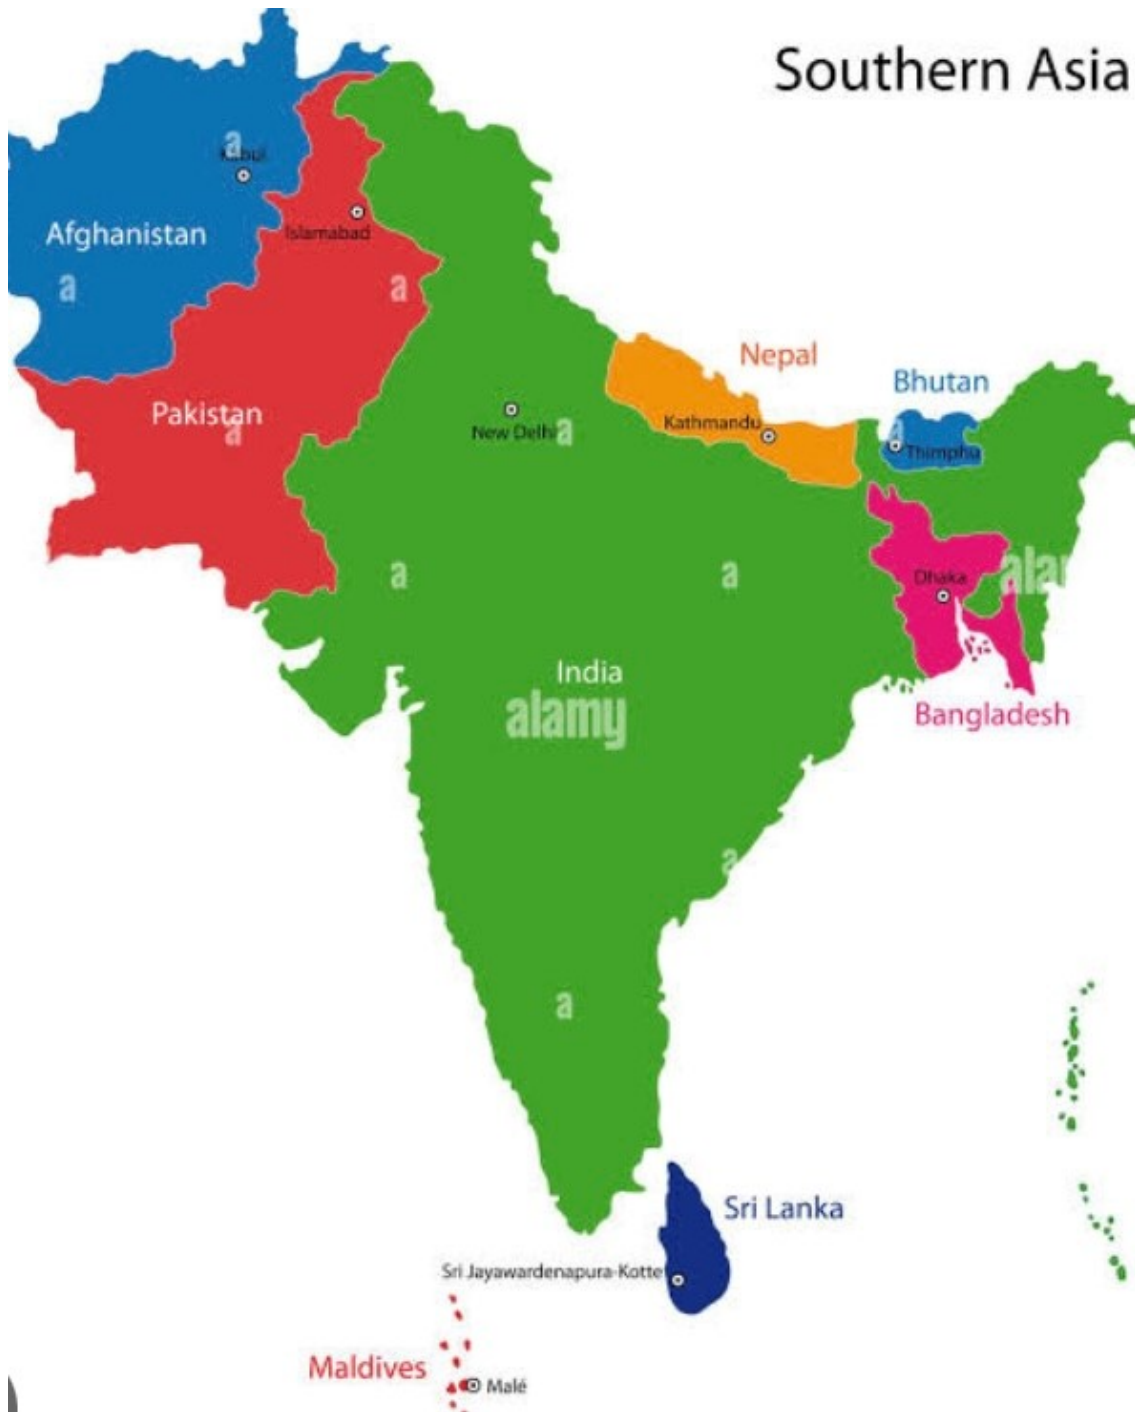 Southern Asia
a
Kabul
Islamabad
Afghanistan
a
a
Nepal
Bhutan
Pakistan
a
New Delhi
a
Kathmandu
a
Thimphu
a
a
Dhaka
alam
India
alamy
Bangladesh
a
a
Sri Lanka
Sri Jayawardenapura-Kotte
Maldives
Malé